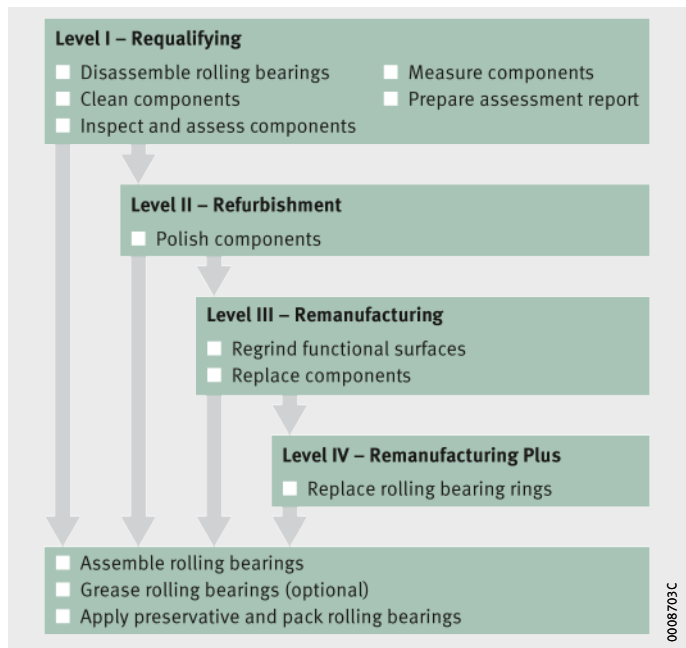 Level I – Requalifying
Disassemble rolling bearings
Clean components
Inspect and assess components
Measure components
Prepare assessment report
Level II – Refurbishment
Polish components
Level III – Remanufacturing
Regrind functional surfaces
Replace components
Level IV – Remanufacturing Plus
Replace rolling bearing rings
Assemble rolling bearings
Grease rolling bearings (optional)
Apply preservative and pack rolling bearings
0008703C